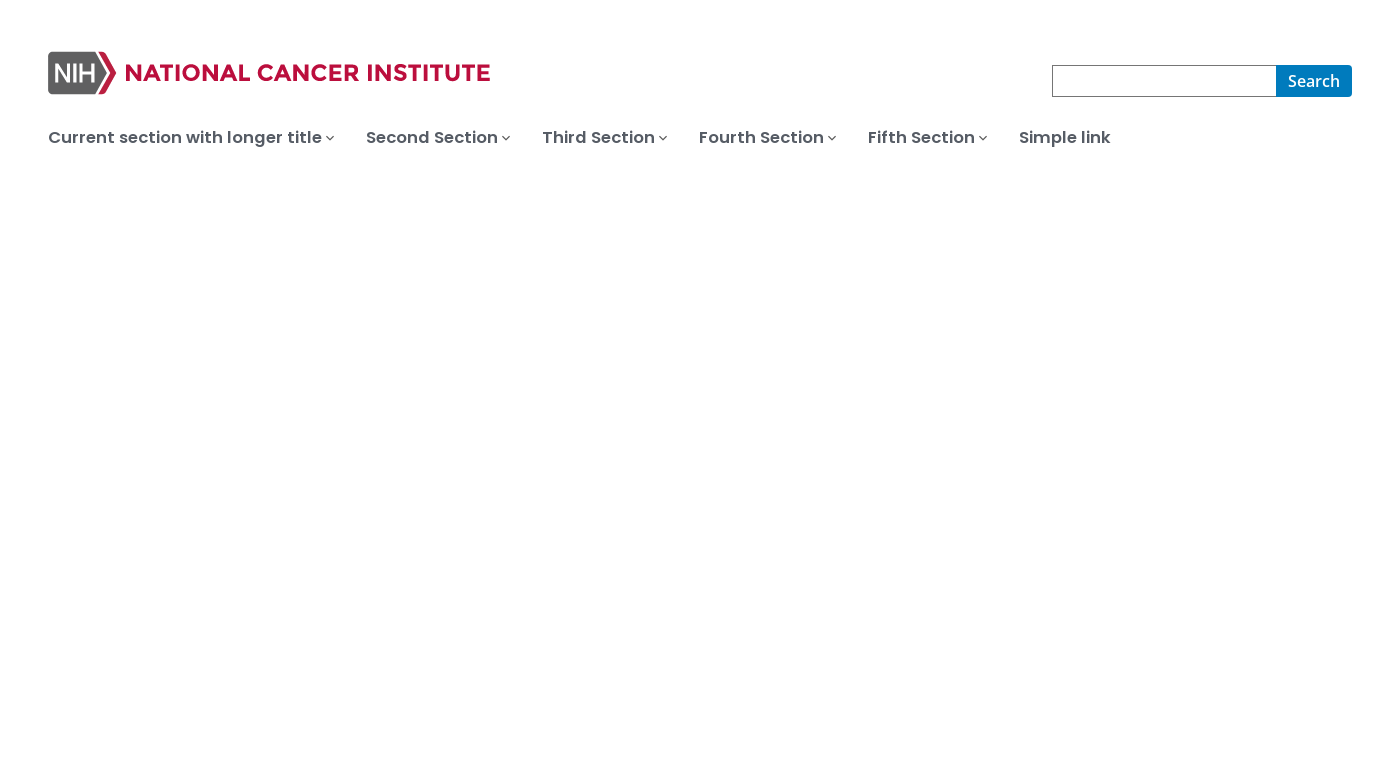 NIH NATIONAL CANCER INSTITUTE
Search
Current section with longer title Second Section Third Section Fourth Section Fifth Section Simple link